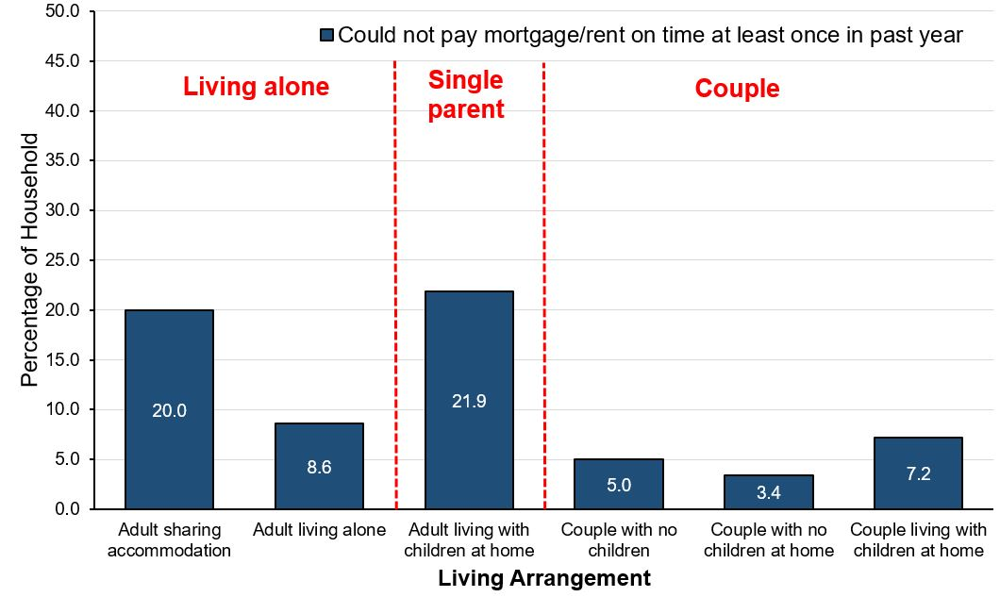 50.0
45.0
40.0
35.0
30.0
25.0
20.0
15.0
10.0
5.0
0.0
Percentage of Household
Could not pay mortgage/rent on time at least once in past year
Living alone
Single
parent
Couple
20.0
8.6
21.9
5.0
3.4
7.2
Adult sharing
accommodation
Adult living alone
Adult living with
children at home
Couple with no
children
Couple with no
children at home
Couple living with
children at home
Living Arrangement